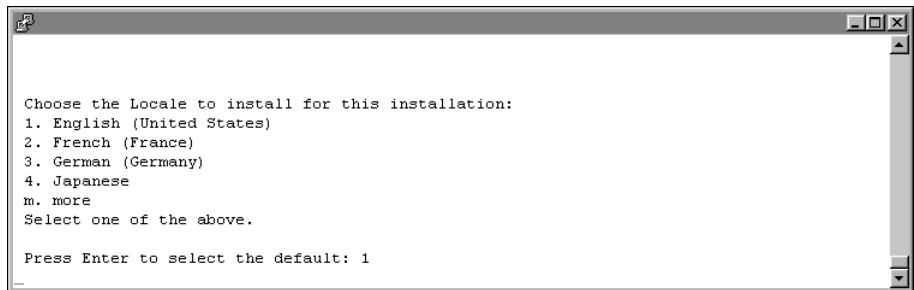 Choose the Locale to install for this installation:
1. English (United States)
2. French (France)
3. German (Germany)
4. Japanese
m. more
Select one of the above.
Press Enter to select the default: 1